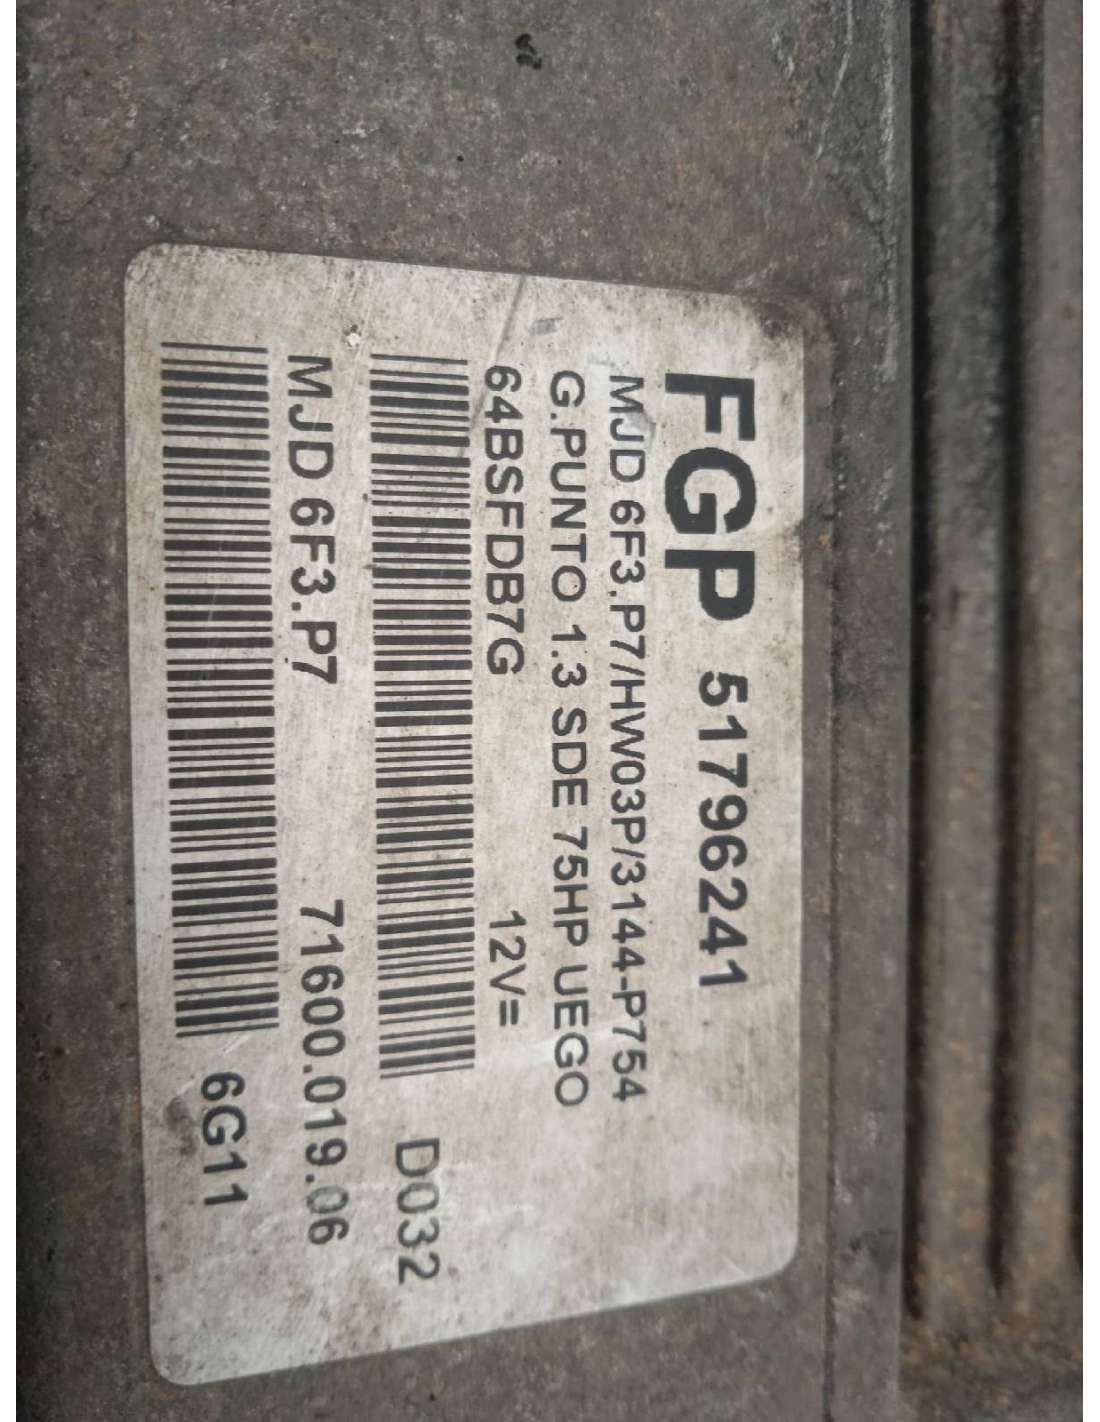 FGP 51796241
MJD 6F3.P7/HW03P/3144-P754
G.PUNTO 1.3 SDE 75HP UEGO
64BSFDB7G 12V=
D032
MJD 6F3.P7 71600.019.06
6G11